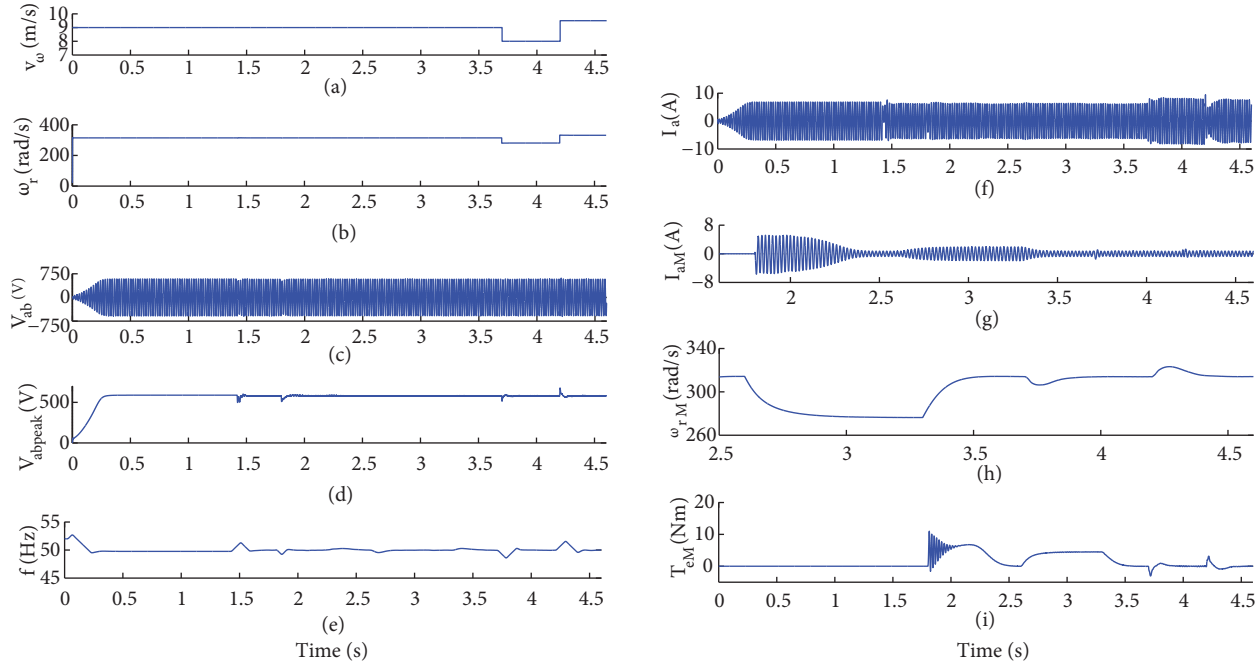 v_ω (m/s)
10
9
8
7
0 0.5 1 1.5 2 2.5 3 3.5 4 4.5
(a)
ω_r (rad/s)
400
200
0
0 0.5 1 1.5 2 2.5 3 3.5 4 4.5
(b)
V_ab (V)
750
0
−750
0 0.5 1 1.5 2 2.5 3 3.5 4 4.5
(c)
V_abpeak (V)
500
0
0 0.5 1 1.5 2 2.5 3 3.5 4 4.5
(d)
f (Hz)
55
50
45
0 0.5 1 1.5 2 2.5 3 3.5 4 4.5
(e)
Time (s)
I_a(A)
10
0
−10
0 0.5 1 1.5 2 2.5 3 3.5 4 4.5
(f)
I_aM(A)
8
0
−8
2 2.5 3 3.5 4 4.5
(g)
ω_r M(rad/s)
340
300
260
2.5 3 3.5 4 4.5
(h)
T_eM(Nm)
20
10
0
0 0.5 1 1.5 2 2.5 3 3.5 4 4.5
(i)
Time (s)